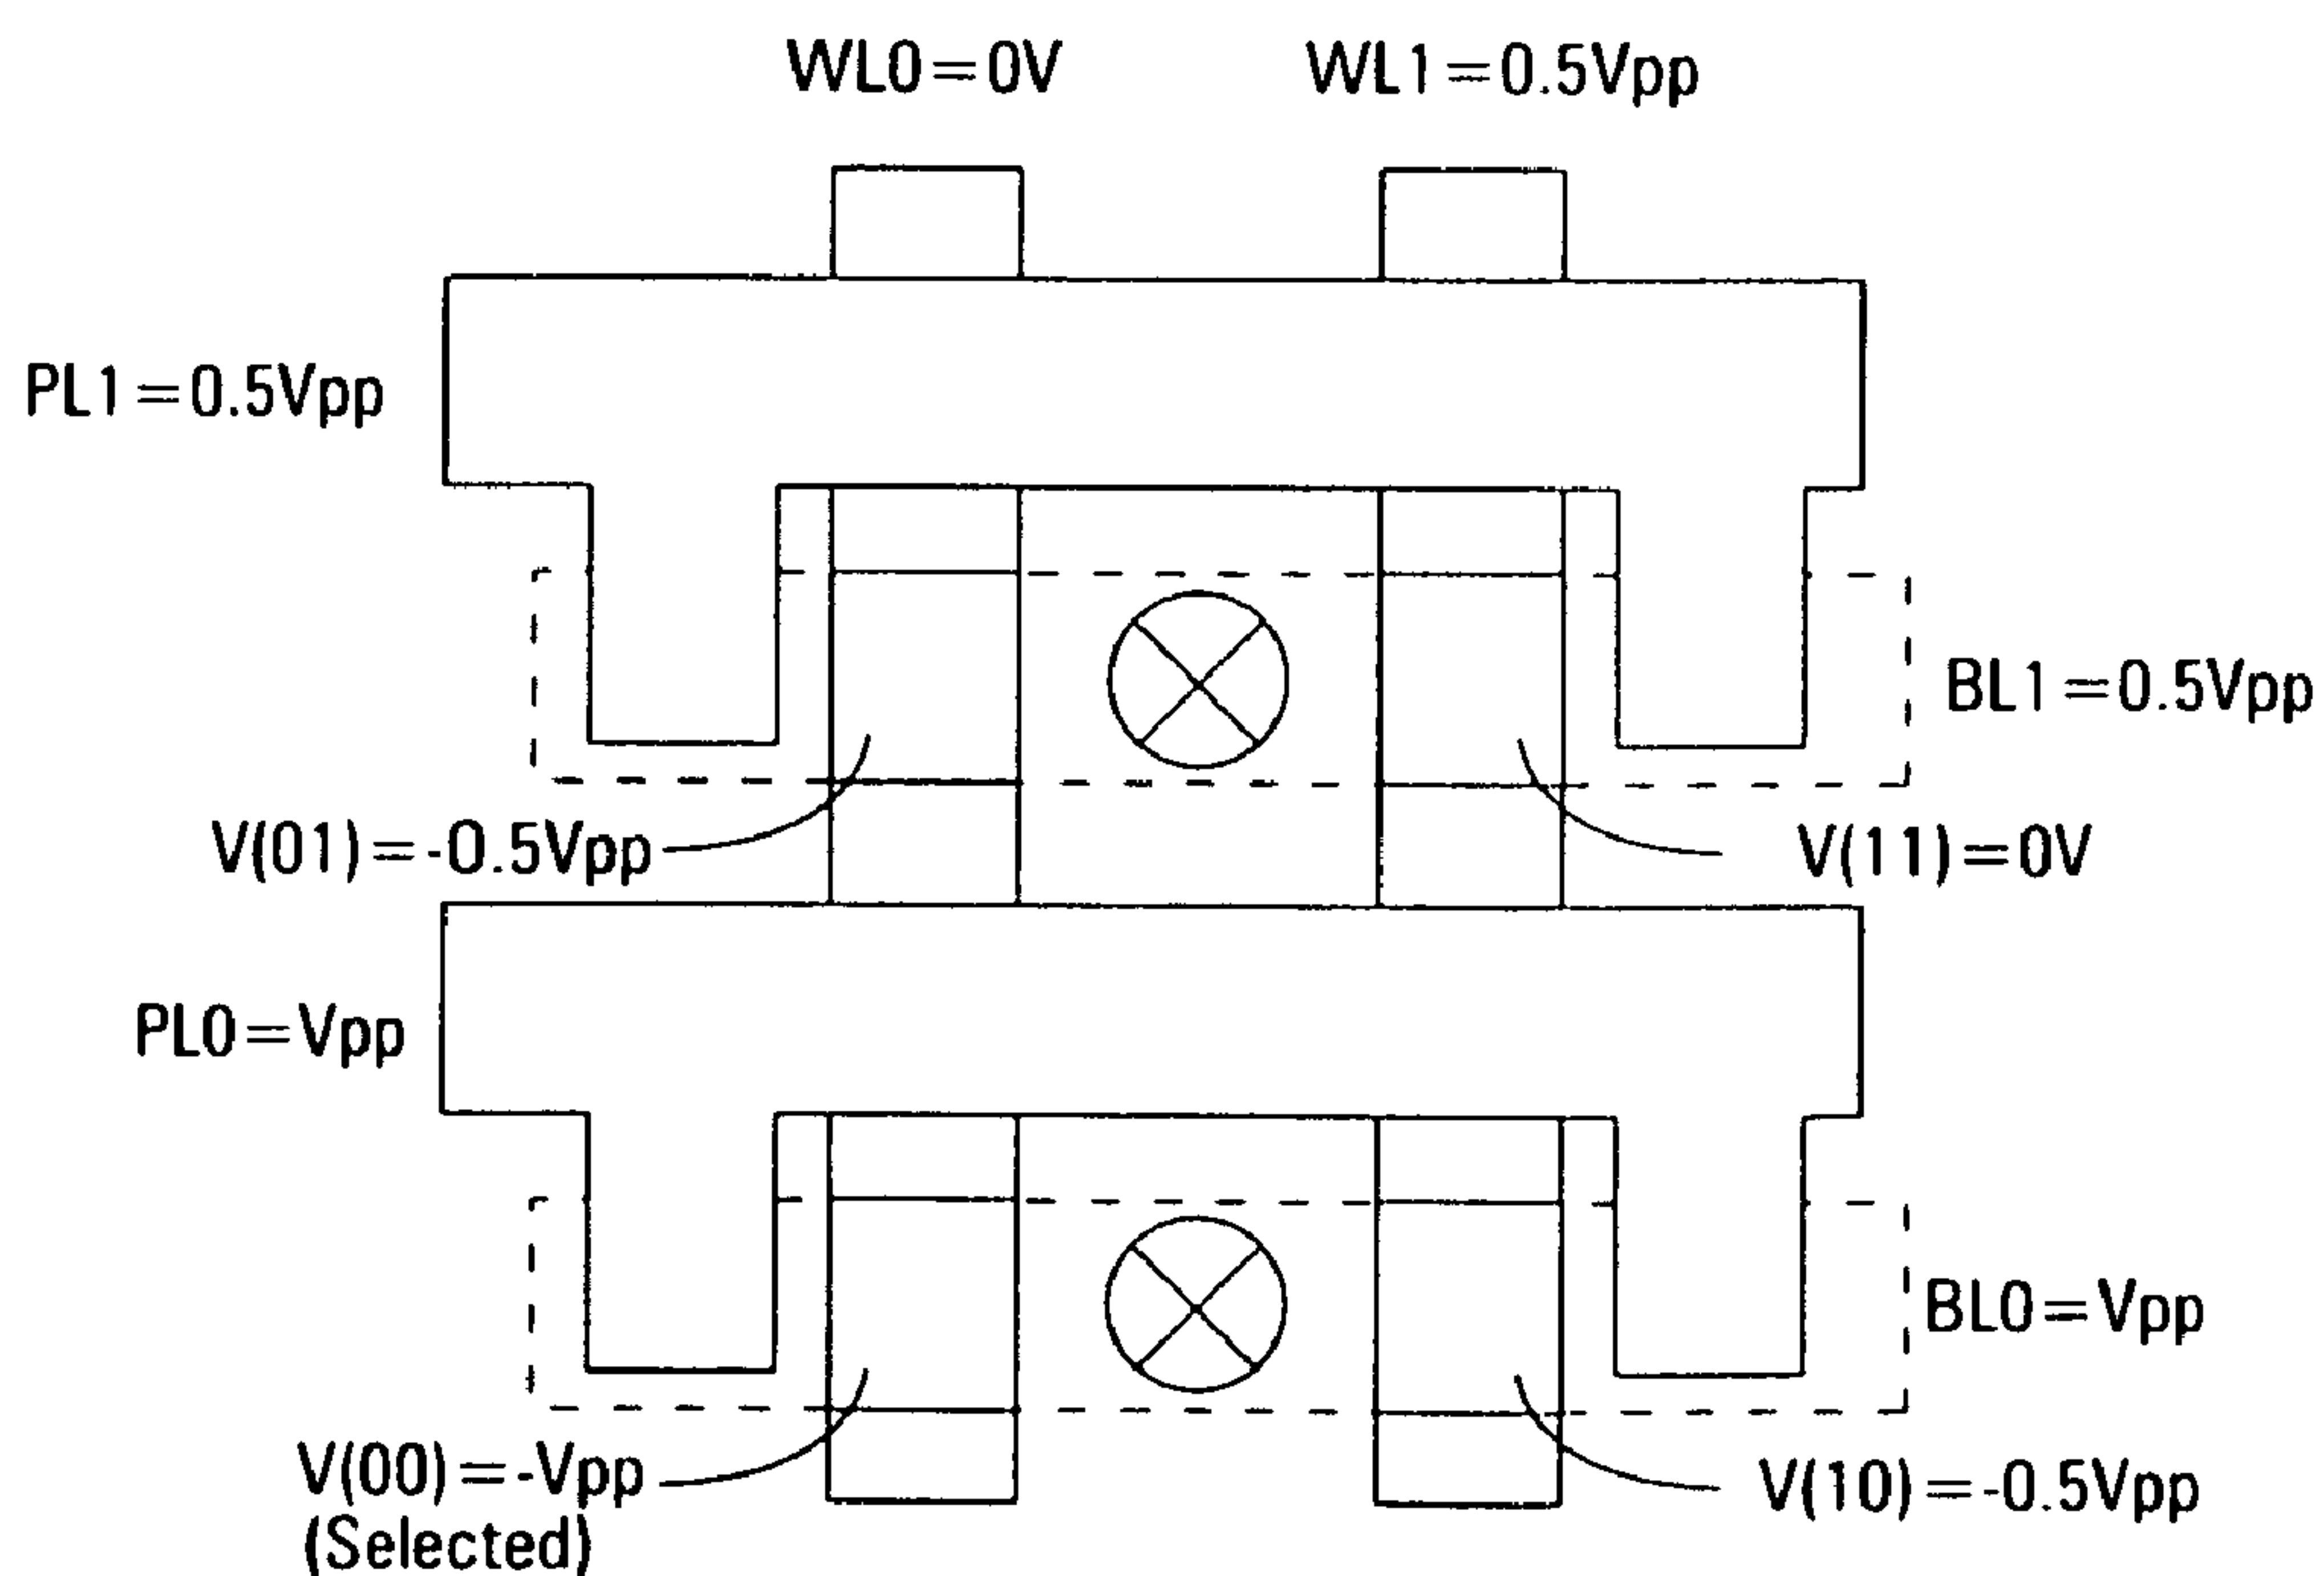 WL0=0V
WL1=0.5Vpp
PL1=0.5Vpp
BL1=0.5Vpp
V(01)=-0.5Vpp
V(11)=0V
PL0=Vpp
BL0=Vpp
V(00)=-Vpp
(Selected)
V(10)=-0.5Vpp